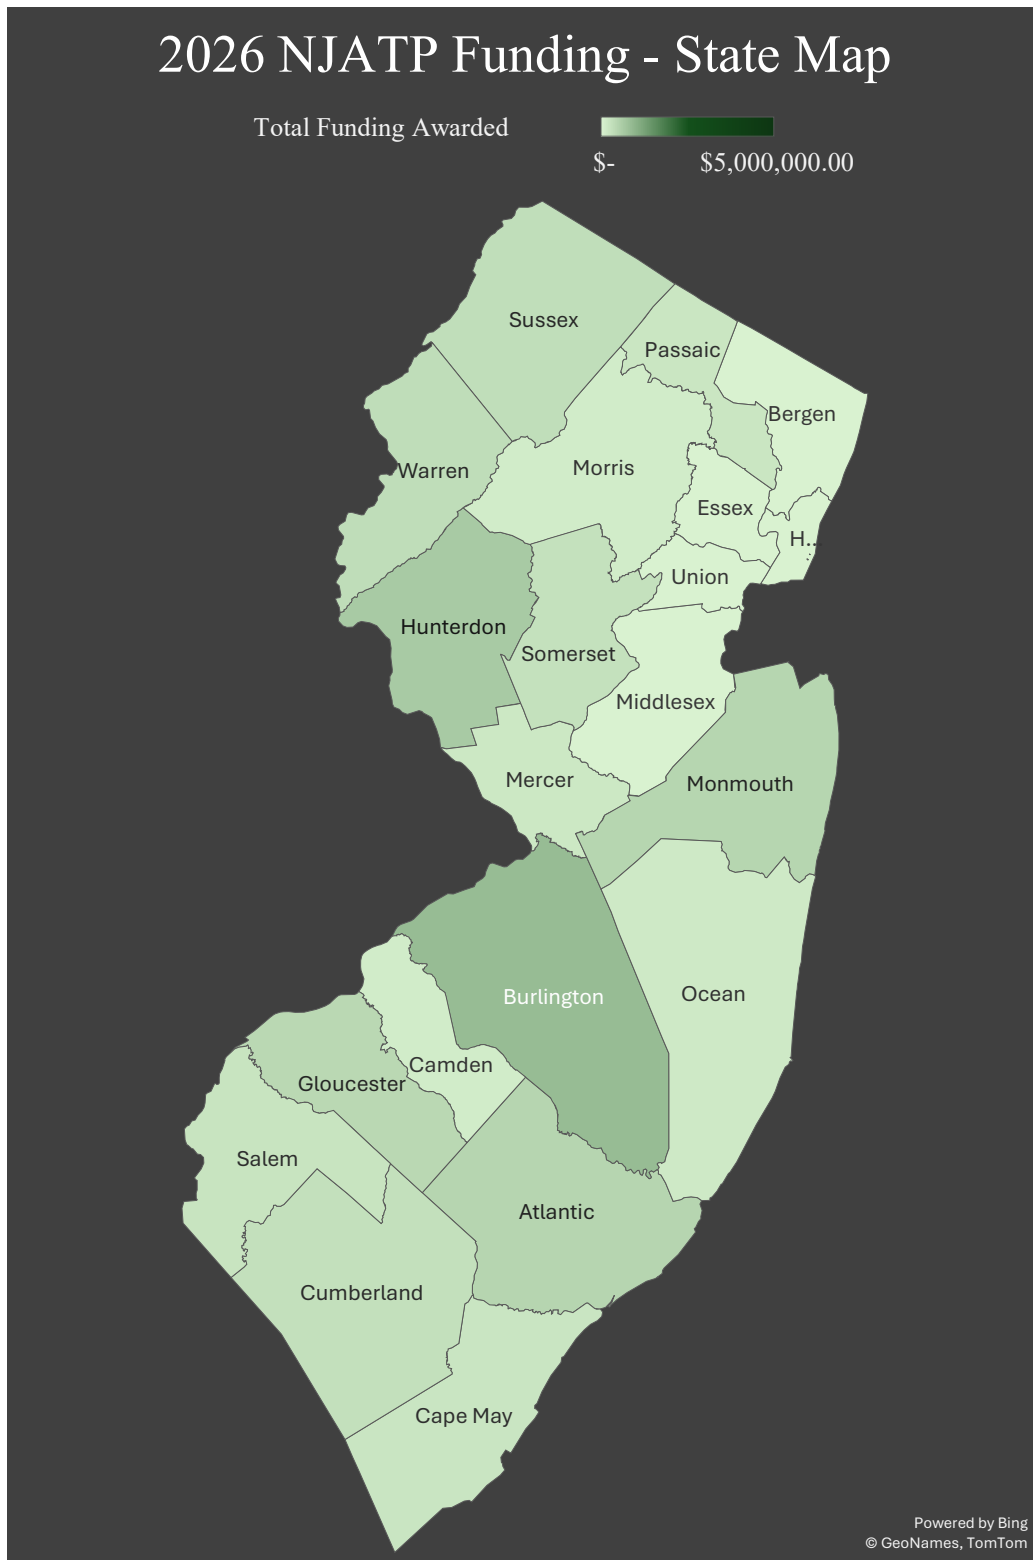 2026 NJATP Funding - State Map
Total Funding Awarded
$-
$5,000,000.00
Sussex
Passaic
Bergen
Warren
Morris
Essex
H...
Union
Hunterdon
Somerset
Middlesex
Mercer
Monmouth
Burlington
Ocean
Camden
Gloucester
Salem
Atlantic
Cumberland
Cape May
Powered by Bing
© GeoNames, TomTom